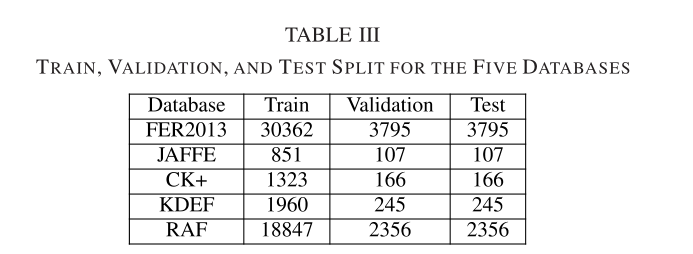 TABLE III
TRAIN, VALIDATION, AND TEST SPLIT FOR THE FIVE DATABASES
Database Train Validation Test
FER2013 30362 3795 3795
JAFFE 851 107 107
CK+ 1323 166 166
KDEF 1960 245 245
RAF 18847 2356 2356